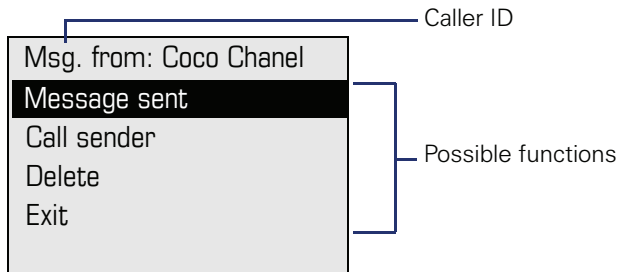 Caller ID
Msg. from: Coco Chanel
Message sent
Call sender
Delete
Exit
Possible functions